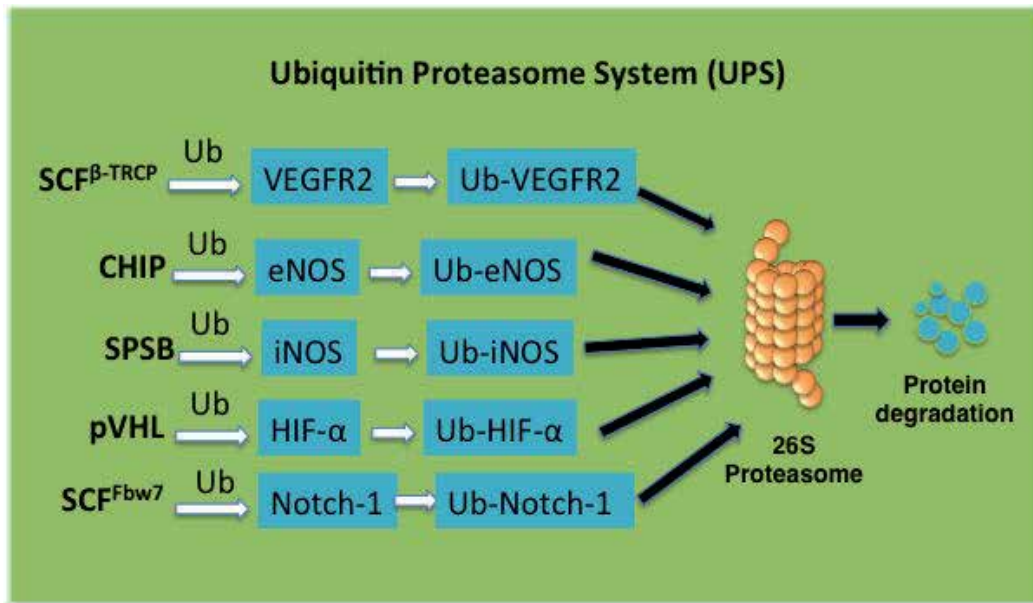 Ubiquitin Proteasome System (UPS)
Ub
SCFβ-TRCP
VEGFR2
Ub-VEGFR2
Ub
CHIP
eNOS
Ub-eNOS
Ub
SPSB
iNOS
Ub-iNOS
Ub
pVHL
HIF-α
Ub-HIF-α
Ub
SCFFbw7
Notch-1
Ub-Notch-1
26S
Proteasome
Protein
degradation